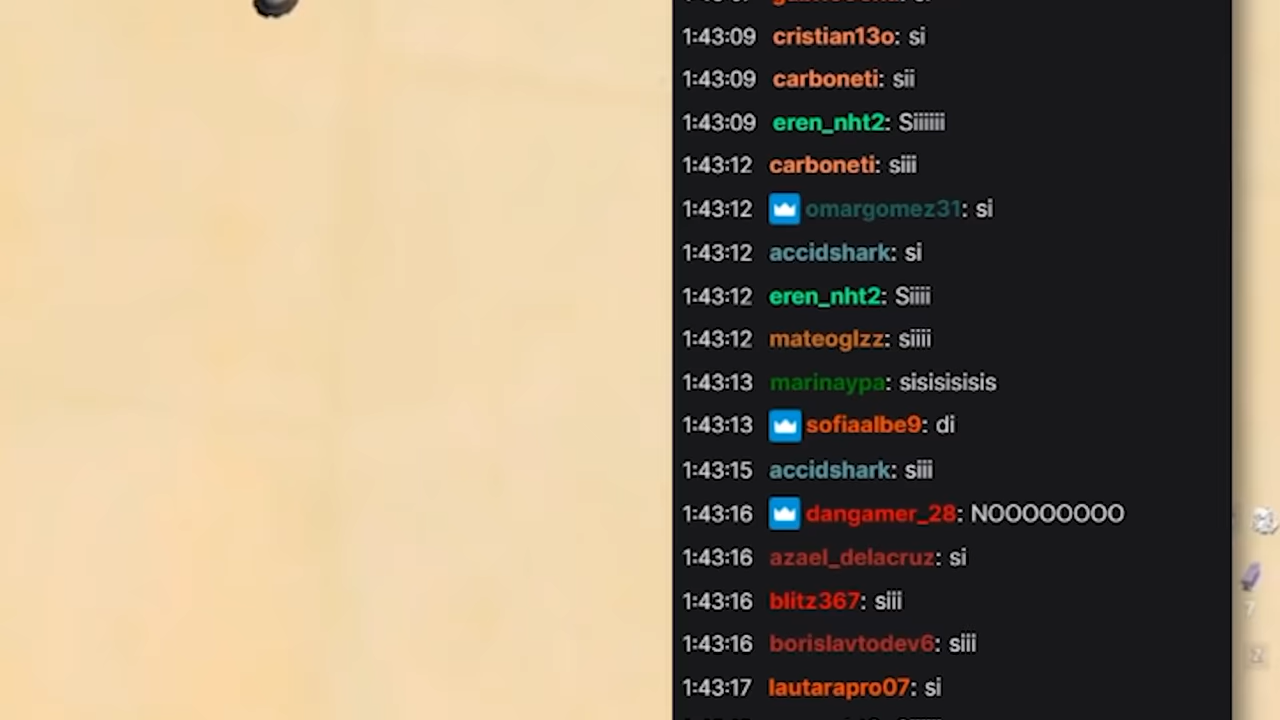 1:43:09 cristian13o: si
1:43:09 carboneti: sii
1:43:09 eren_nht2: Siiiiii
1:43:12 carboneti: siii
1:43:12 omargomez31: si
1:43:12 accidshark: si
1:43:12 eren_nht2: Siiii
1:43:12 mateoglzz: siiii
1:43:13 marinaypa: sisisisisis
1:43:13 sofiaalbe9: di
1:43:15 accidshark: siii
1:43:16 dangamer_28: NOOOOOOOO
1:43:16 azael_delacruz: si
1:43:16 blitz367: siii
1:43:16 borislavtodev6: siii
1:43:17 lautarapro07: si
7
Z